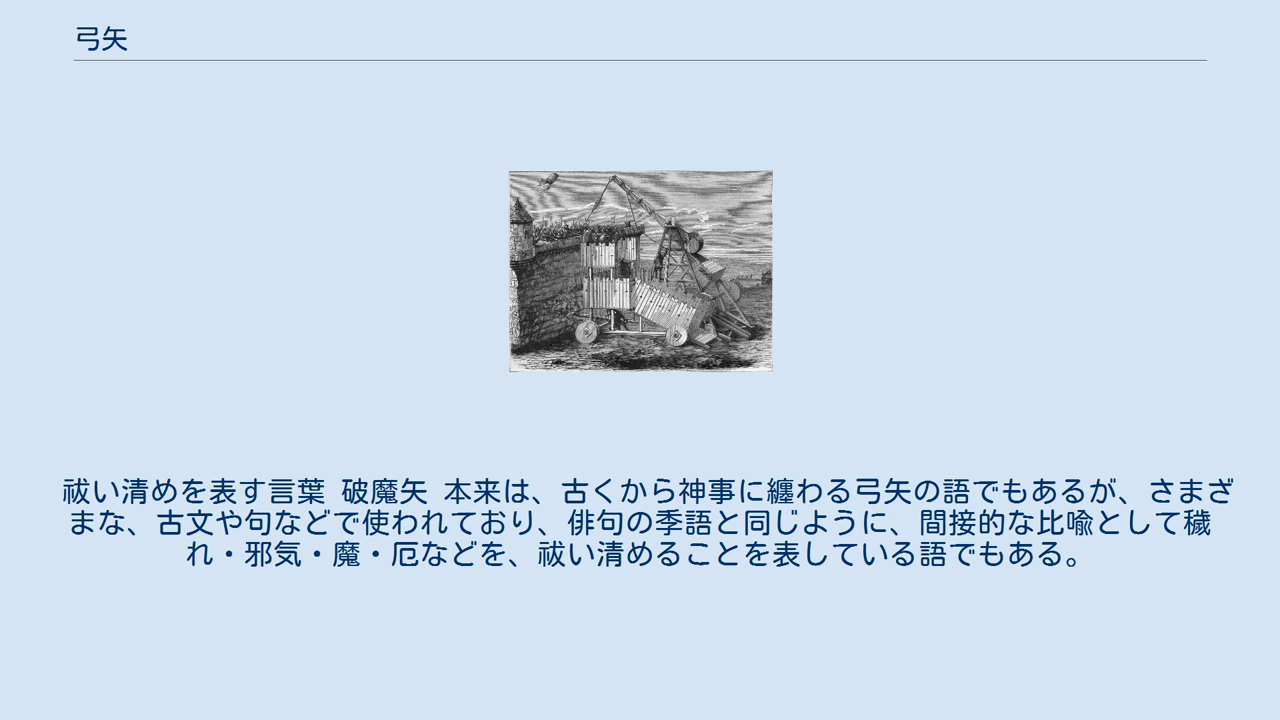 弓矢
祓い清めを表す言葉 破魔矢 本来は、古くから神事に纏わる弓矢の語でもあるが、さまざ
まな、古文や句などで使われており、俳句の季語と同じように、間接的な比喩として穢
れ・邪気・魔・厄などを、祓い清めることを表している語でもある。